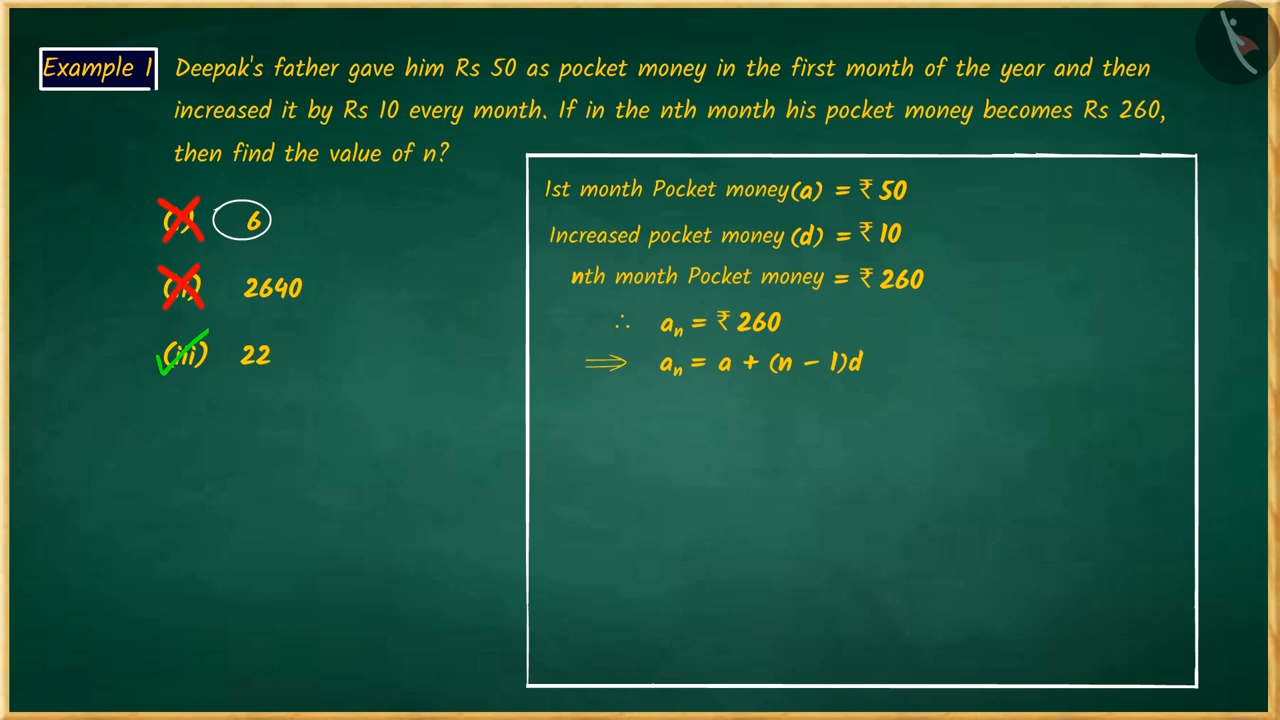 Example 1 Deepak's father gave him Rs 50 as pocket money in the first month of the year and then
increased it by Rs 10 every month. If in the nth month his pocket money becomes Rs 260,
then find the value of n?
(i) 6
(ii) 2640
(iii) 22
1st month Pocket money (a) = ₹ 50
Increased pocket money (d) = ₹ 10
nth month Pocket money = ₹ 260
∴ aₙ = ₹ 260
⟹ aₙ = a + (n − 1)d